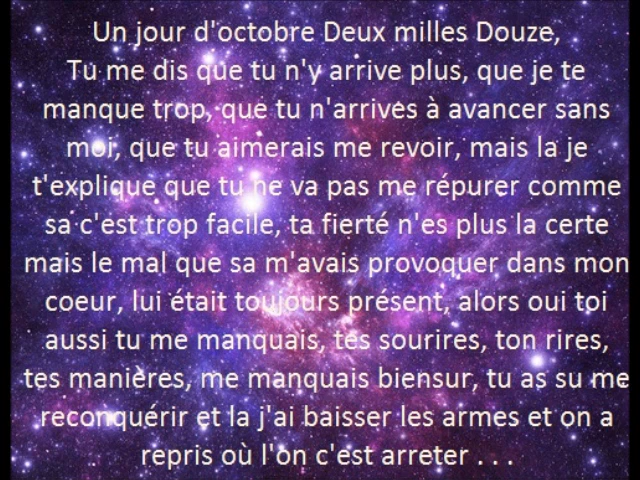 Un jour d'octobre Deux milles Douze,
Tu me dis que tu n'y arrive plus, que je te
manque trop, que tu n'arrives à avancer sans
moi, que tu aimerais me revoir, mais la je
t'explique que tu ne va pas me répurer comme
sa c'est trop facile, ta fierté n'es plus la certe
mais le mal que sa m'avais provoquer dans mon
coeur, lui était toujours présent, alors oui toi
aussi tu me manquais, tes sourires, ton rires,
tes manières, me manquais biensur, tu as su me
reconquérir et la j'ai baisser les armes et on a
repris où l'on c'est arreter . . .